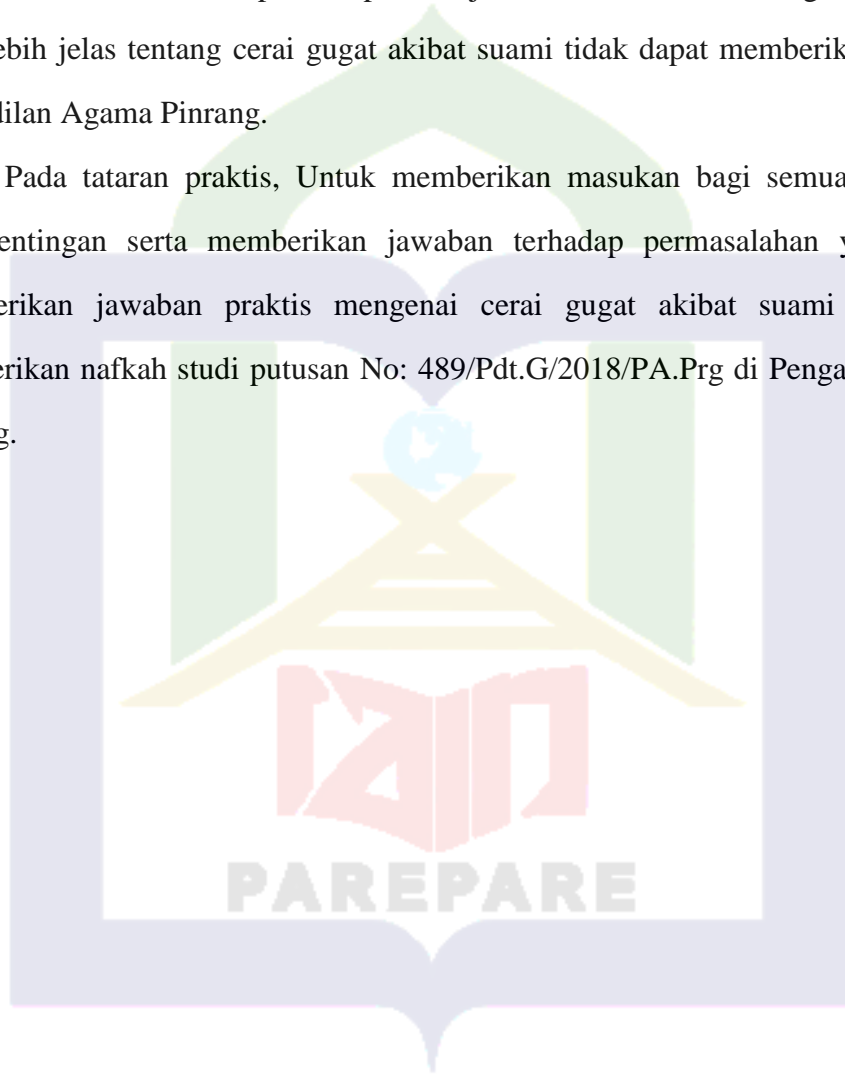 ebih jelas tentang cerai gugat akibat suami tidak dapat memberik
dilan Agama Pinrang.
Pada tataran praktis, Untuk memberikan masukan bagi semua
entingan serta memberikan jawaban terhadap permasalahan y
erikan jawaban praktis mengenai cerai gugat akibat suami
erikan nafkah studi putusan No: 489/Pdt.G/2018/PA.Prg di Penga
g.
IAIN
PAREPARE